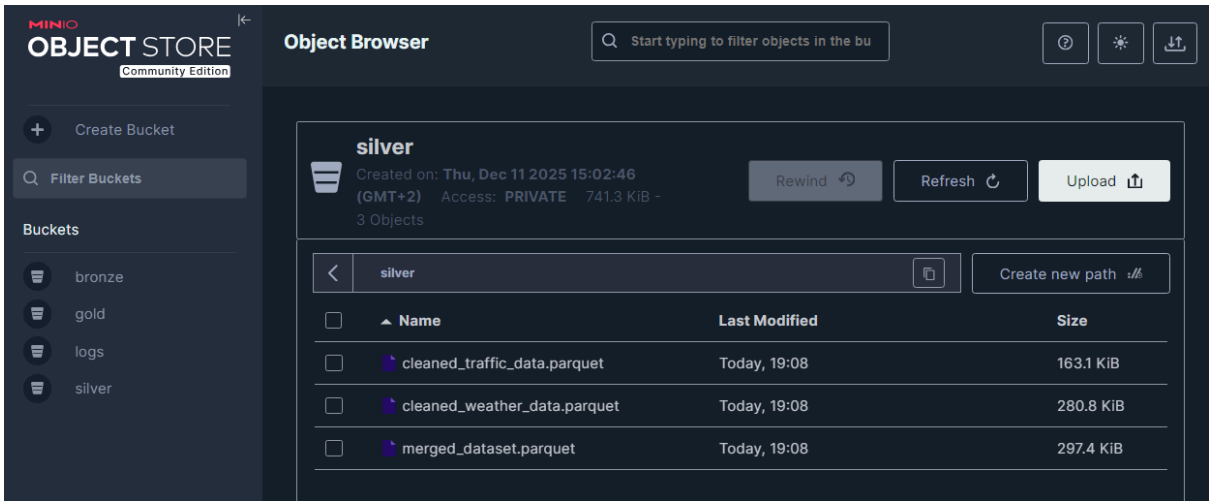 MINIO
OBJECT STORE
Community Edition
Create Bucket
Filter Buckets
Buckets
bronze
gold
logs
silver
Object Browser
Start typing to filter objects in the bu
silver
Created on: Thu, Dec 11 2025 15:02:46
(GMT+2) Access: PRIVATE 741.3 KiB -
3 Objects
Rewind
Refresh
Upload
silver
Create new path
Name Last Modified Size
cleaned_traffic_data.parquet Today, 19:08 163.1 KiB
cleaned_weather_data.parquet Today, 19:08 280.8 KiB
merged_dataset.parquet Today, 19:08 297.4 KiB